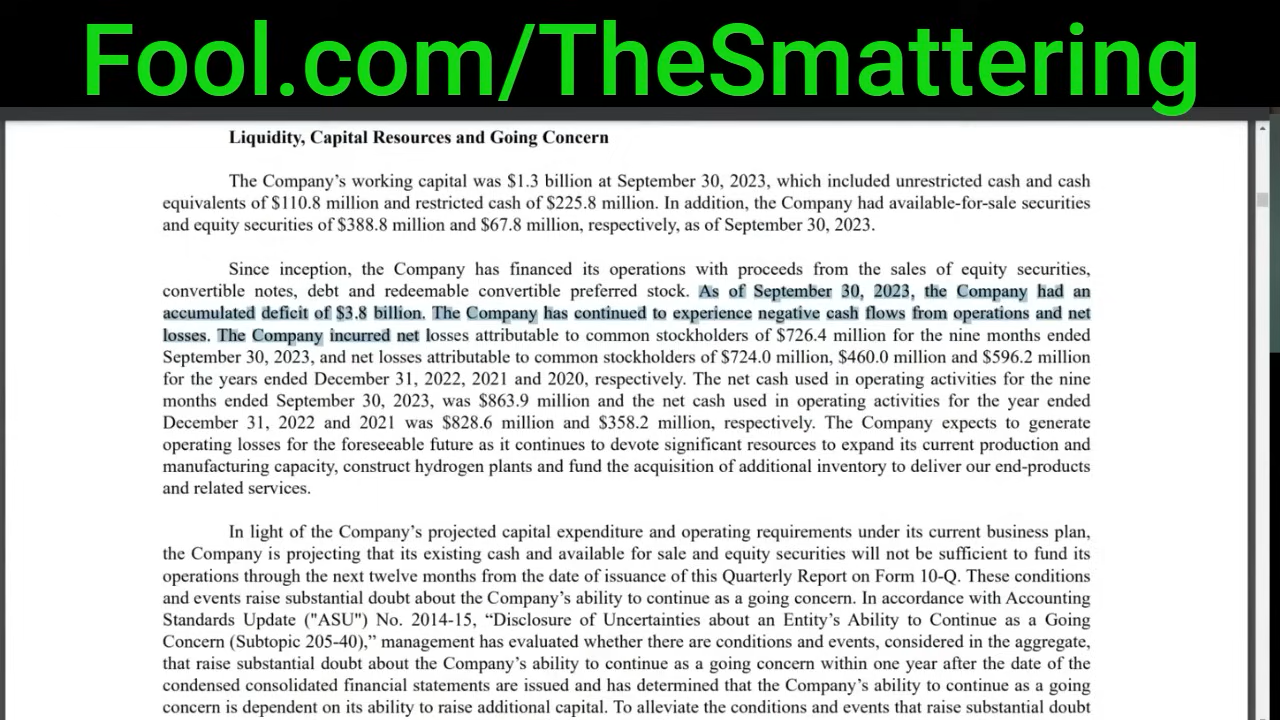 Fool.com/TheSmattering
Liquidity, Capital Resources and Going Concern
The Company’s working capital was $1.3 billion at September 30, 2023, which included unrestricted cash and cash
equivalents of $110.8 million and restricted cash of $225.8 million. In addition, the Company had available-for-sale securities
and equity securities of $388.8 million and $67.8 million, respectively, as of September 30, 2023.
Since inception, the Company has financed its operations with proceeds from the sales of equity securities,
convertible notes, debt and redeemable convertible preferred stock. As of September 30, 2023, the Company had an
accumulated deficit of $3.8 billion. The Company has continued to experience negative cash flows from operations and net
losses. The Company incurred net losses attributable to common stockholders of $726.4 million for the nine months ended
September 30, 2023, and net losses attributable to common stockholders of $724.0 million, $460.0 million and $596.2 million
for the years ended December 31, 2022, 2021 and 2020, respectively. The net cash used in operating activities for the nine
months ended September 30, 2023, was $863.9 million and the net cash used in operating activities for the year ended
December 31, 2022 and 2021 was $828.6 million and $358.2 million, respectively. The Company expects to generate
operating losses for the foreseeable future as it continues to devote significant resources to expand its current production and
manufacturing capacity, construct hydrogen plants and fund the acquisition of additional inventory to deliver our end-products
and related services.
In light of the Company’s projected capital expenditure and operating requirements under its current business plan,
the Company is projecting that its existing cash and available for sale and equity securities will not be sufficient to fund its
operations through the next twelve months from the date of issuance of this Quarterly Report on Form 10-Q. These conditions
and events raise substantial doubt about the Company’s ability to continue as a going concern. In accordance with Accounting
Standards Update ("ASU") No. 2014-15, “Disclosure of Uncertainties about an Entity’s Ability to Continue as a Going
Concern (Subtopic 205-40),” management has evaluated whether there are conditions and events, considered in the aggregate,
that raise substantial doubt about the Company’s ability to continue as a going concern within one year after the date of the
condensed consolidated financial statements are issued and has determined that the Company’s ability to continue as a going
concern is dependent on its ability to raise additional capital. To alleviate the conditions and events that raise substantial doubt